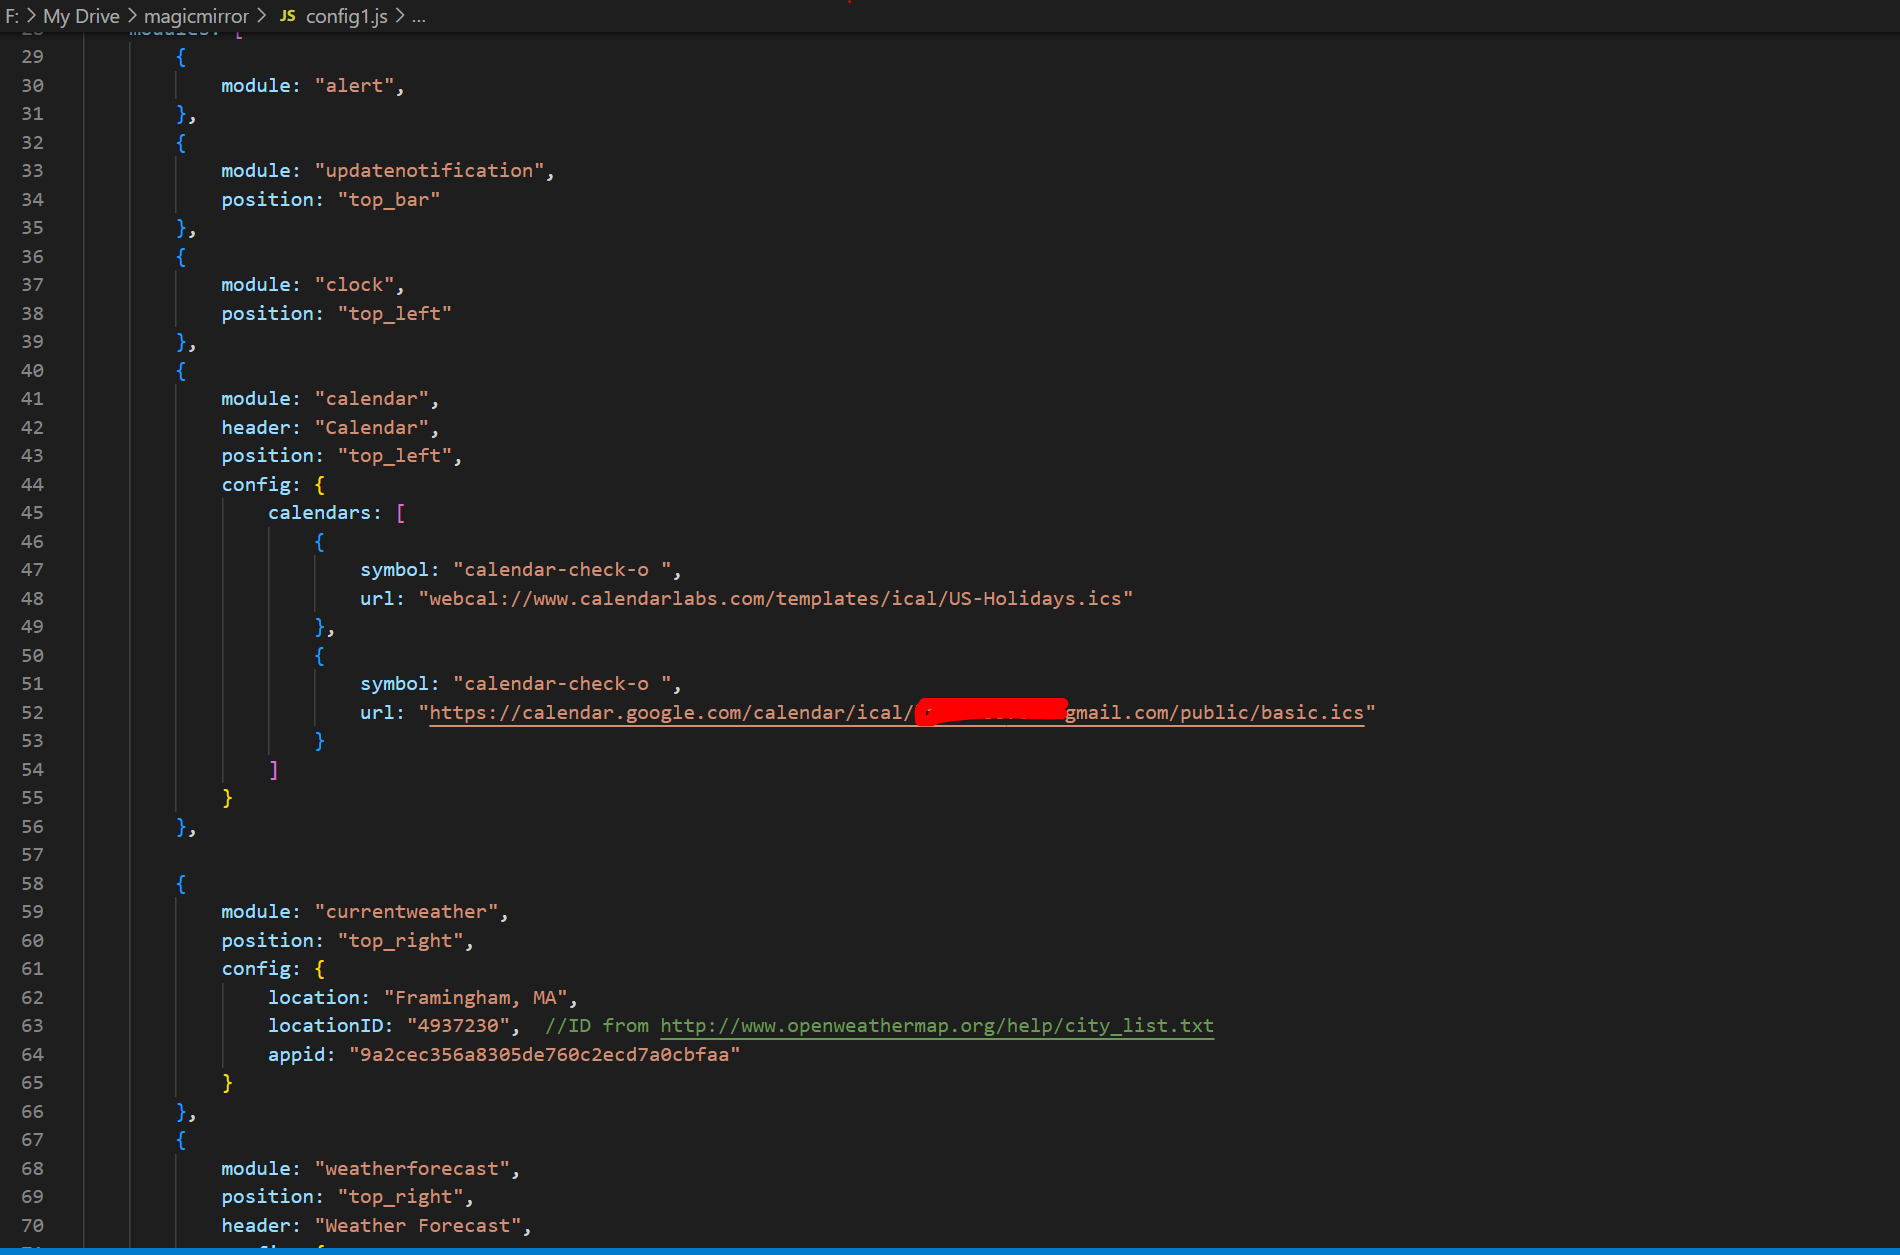 F: > My Drive > magicmirror > JS config1.js > ...
28 modules: [
29 {
30 module: "alert",
31 },
32 {
33 module: "updatenotification",
34 position: "top_bar"
35 },
36 {
37 module: "clock",
38 position: "top_left"
39 },
40 {
41 module: "calendar",
42 header: "Calendar",
43 position: "top_left",
44 config: {
45 calendars: [
46 {
47 symbol: "calendar-check-o ",
48 url: "webcal://www.calendarlabs.com/templates/ical/US-Holidays.ics"
49 },
50 {
51 symbol: "calendar-check-o ",
52 url: "https://calendar.google.com/calendar/ical/ gmail.com/public/basic.ics"
53 }
54 ]
55 }
56 },
57
58 {
59 module: "currentweather",
60 position: "top_right",
61 config: {
62 location: "Framingham, MA",
63 locationID: "4937230", //ID from http://www.openweathermap.org/help/city_list.txt
64 appid: "9a2cec356a8305de760c2ecd7a0cbfaa"
65 }
66 },
67 {
68 module: "weatherforecast",
69 position: "top_right",
70 header: "Weather Forecast",